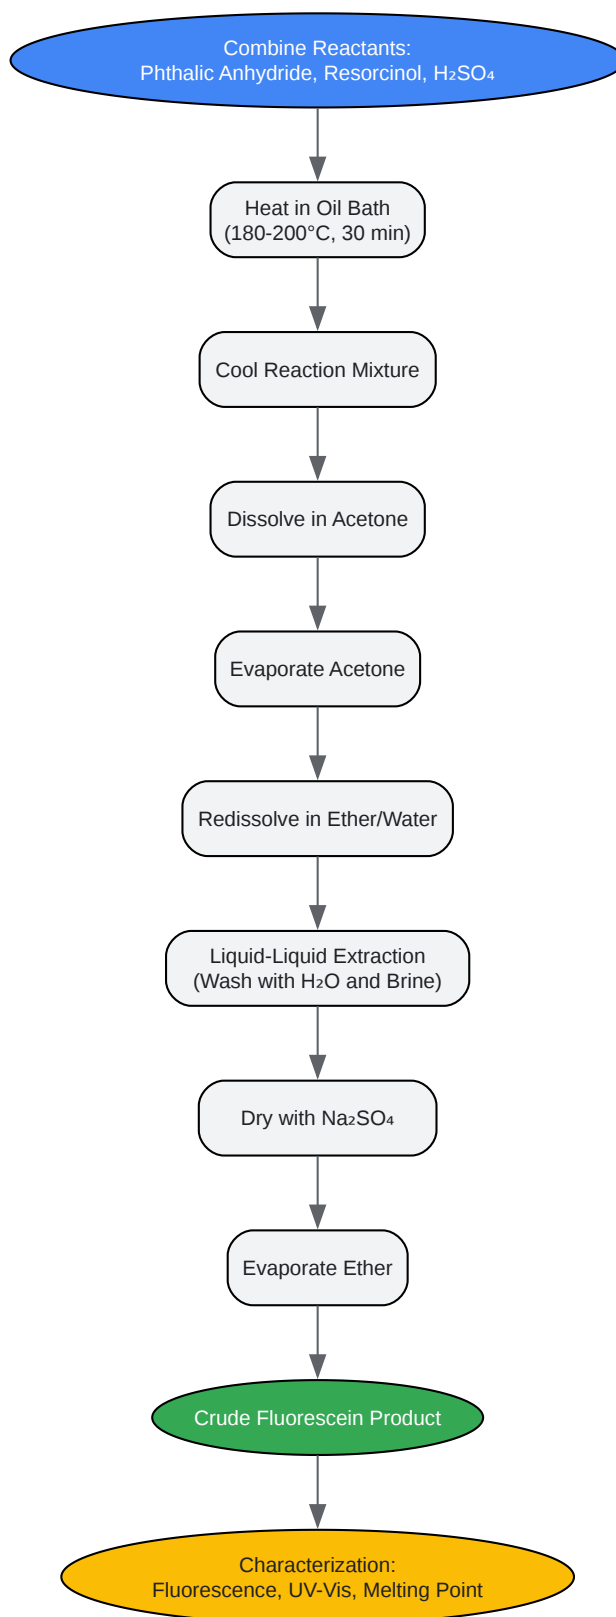 Combine Reactants:
Phthalic Anhydride, Resorcinol, H₂SO₄
Heat in Oil Bath
(180-200°C, 30 min)
Cool Reaction Mixture
Dissolve in Acetone
Evaporate Acetone
Redissolve in Ether/Water
Liquid-Liquid Extraction
(Wash with H₂O and Brine)
Dry with Na₂SO₄
Evaporate Ether
Crude Fluorescein Product
Characterization:
Fluorescence, UV-Vis, Melting Point